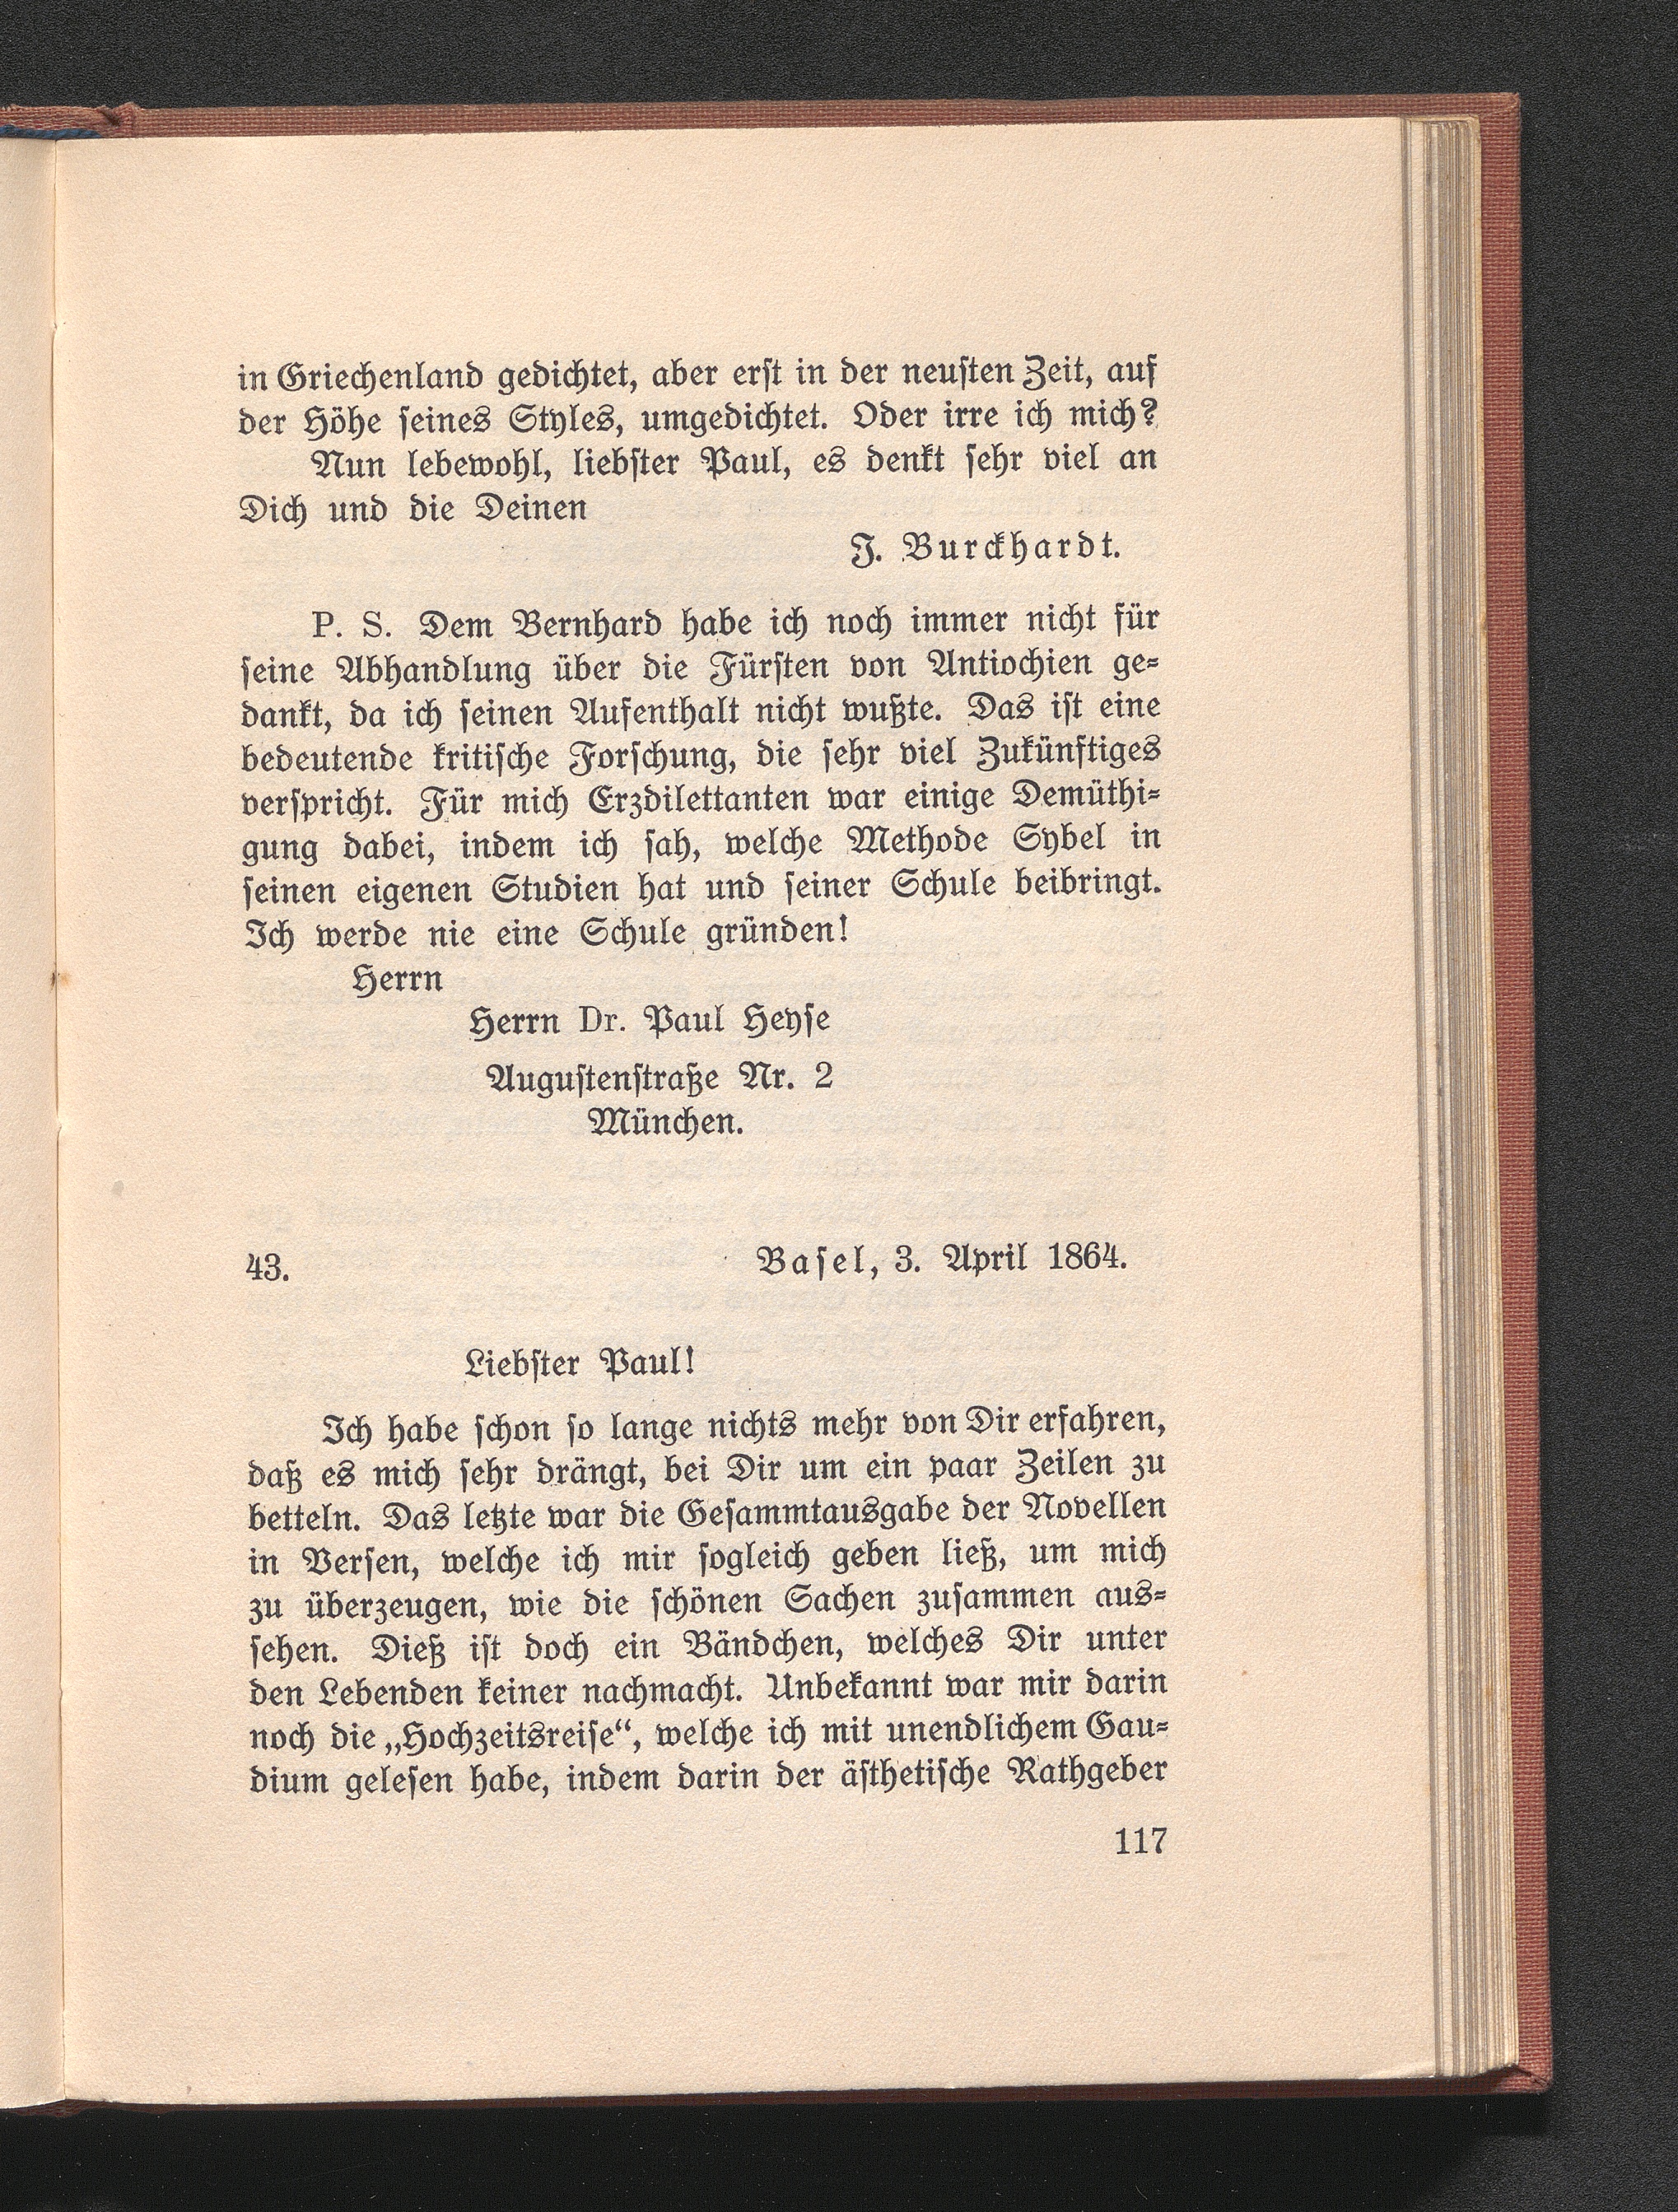 in Griechenland gedichtet, aber erst in der neusten Zeit, auf
der Höhe seines Styles, umgedichtet. Oder irre ich mich?
Nun lebewohl, liebster Paul, es denkt sehr viel an
Dich und die Deinen
J. Burckhardt.
P. S. Dem Bernhard habe ich noch immer nicht für
seine Abhandlung über die Fürsten von Antiochien ge-
dankt, da ich seinen Aufenthalt nicht wußte. Das ist eine
bedeutende kritische Forschung, die sehr viel Zukünftiges
verspricht. Für mich Erzdilettanten war einige Demüthi-
gung dabei, indem ich sah, welche Methode Sybel in
seinen eigenen Studien hat und seiner Schule beibringt.
Ich werde nie eine Schule gründen!
Herrn
Herrn Dr. Paul Heyse
Augustenstraße Nr. 2
München.
43. Basel, 3. April 1864.
Liebster Paul!
Ich habe schon so lange nichts mehr von Dir erfahren,
daß es mich sehr drängt, bei Dir um ein paar Zeilen zu
betteln. Das letzte war die Gesammtausgabe der Novellen
in Versen, welche ich mir sogleich geben ließ, um mich
zu überzeugen, wie die schönen Sachen zusammen aus-
sehen. Dieß ist doch ein Bändchen, welches Dir unter
den Lebenden keiner nachmacht. Unbekannt war mir darin
noch die „Hochzeitsreise“, welche ich mit unendlichem Gau-
dium gelesen habe, indem darin der ästhetische Rathgeber
117